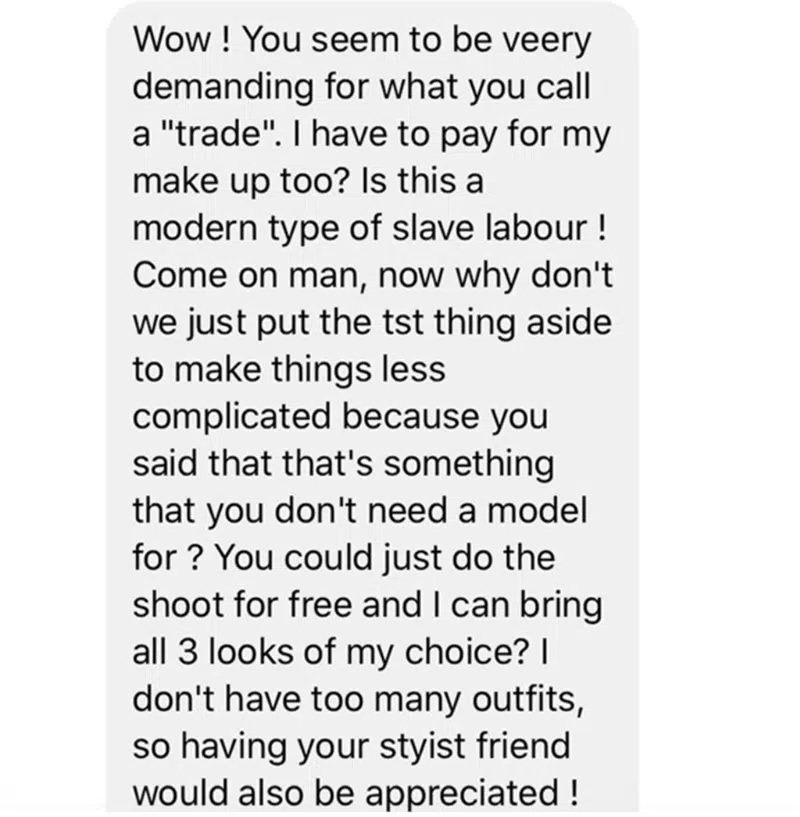 Wow ! You seem to be veery
demanding for what you call
a "trade". I have to pay for my
make up too? Is this a
modern type of slave labour !
Come on man, now why don't
we just put the tst thing aside
to make things less
complicated because you
said that that's something
that you don't need a model
for ? You could just do the
shoot for free and I can bring
all 3 looks of my choice? I
don't have too many outfits,
so having your styist friend
would also be appreciated !